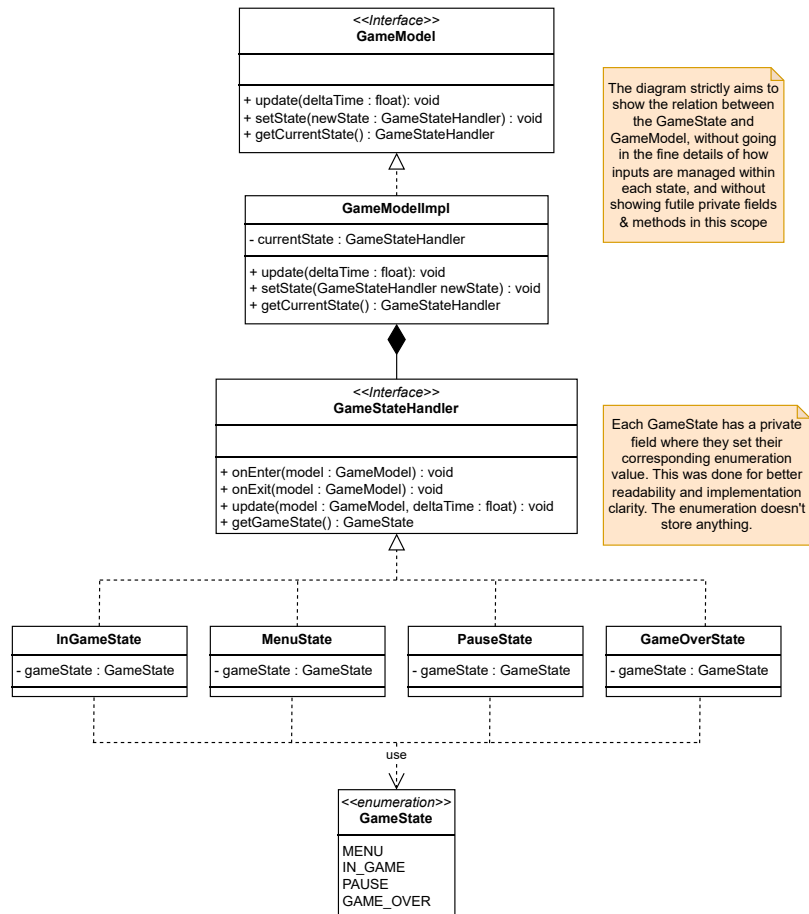 <<Interface>>
GameModel
+ update(deltaTime : float): void
+ setState(newState : GameStateHandler) : void
+ getCurrentState() : GameStateHandler
The diagram strictly aims to
show the relation between
the GameState and
GameModel, without going
in the fine details of how
inputs are managed within
each state, and without
showing futile private fields
& methods in this scope
GameModelImpl
- currentState : GameStateHandler
+ update(deltaTime : float): void
+ setState(GameStateHandler newState) : void
+ getCurrentState() : GameStateHandler
<<Interface>>
GameStateHandler
+ onEnter(model : GameModel) : void
+ onExit(model : GameModel) : void
+ update(model : GameModel, deltaTime : float) : void
+ getGameState() : GameState
Each GameState has a private
field where they set their
corresponding enumeration
value. This was done for better
readability and implementation
clarity. The enumeration doesn't
store anything.
InGameState
- gameState : GameState
MenuState
- gameState : GameState
PauseState
- gameState : GameState
GameOverState
- gameState : GameState
use
<<enumeration>>
GameState
MENU
IN_GAME
PAUSE
GAME_OVER